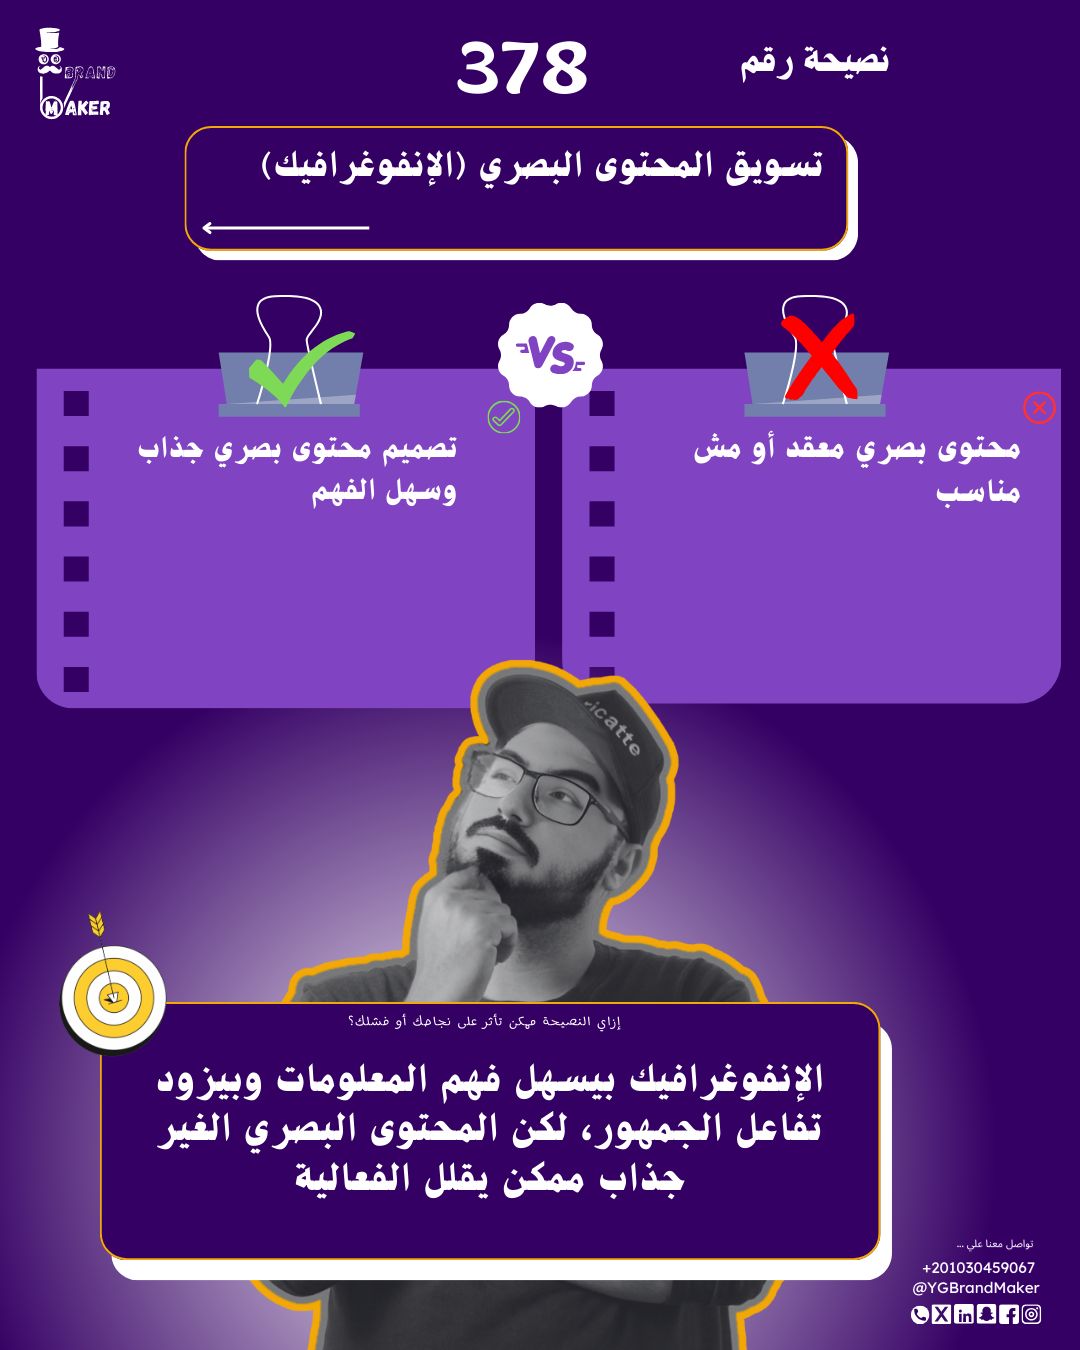 BRAND
MAKER
نصيحة رقم
378
تسويق المحتوى البصري (الإنفوغرافيك)
VS
محتوى بصري معقد أو مش
مناسب
تصميم محتوى بصري جذاب
وسهل الفهم
icatte
إزاي النصيحة ممكن تأثر على نجاحك أو فشلك؟
الإنفوغرافيك بيسهل فهم المعلومات وبيزود
تفاعل الجمهور، لكن المحتوى البصري الغير
جذاب ممكن يقلل الفعالية
تواصل معنا علي ...
+201030459067
@YGBrandMaker